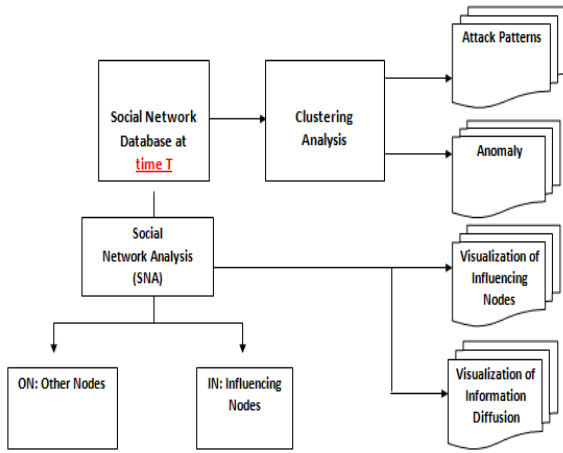 Attack Patterns
Social Network
Database at
time T
Clustering
Analysis
Anomaly
Social
Network Analysis
(SNA)
Visualization of
Influencing
Nodes
ON: Other Nodes
IN: Influencing
Nodes
Visualization of
Information
Diffusion